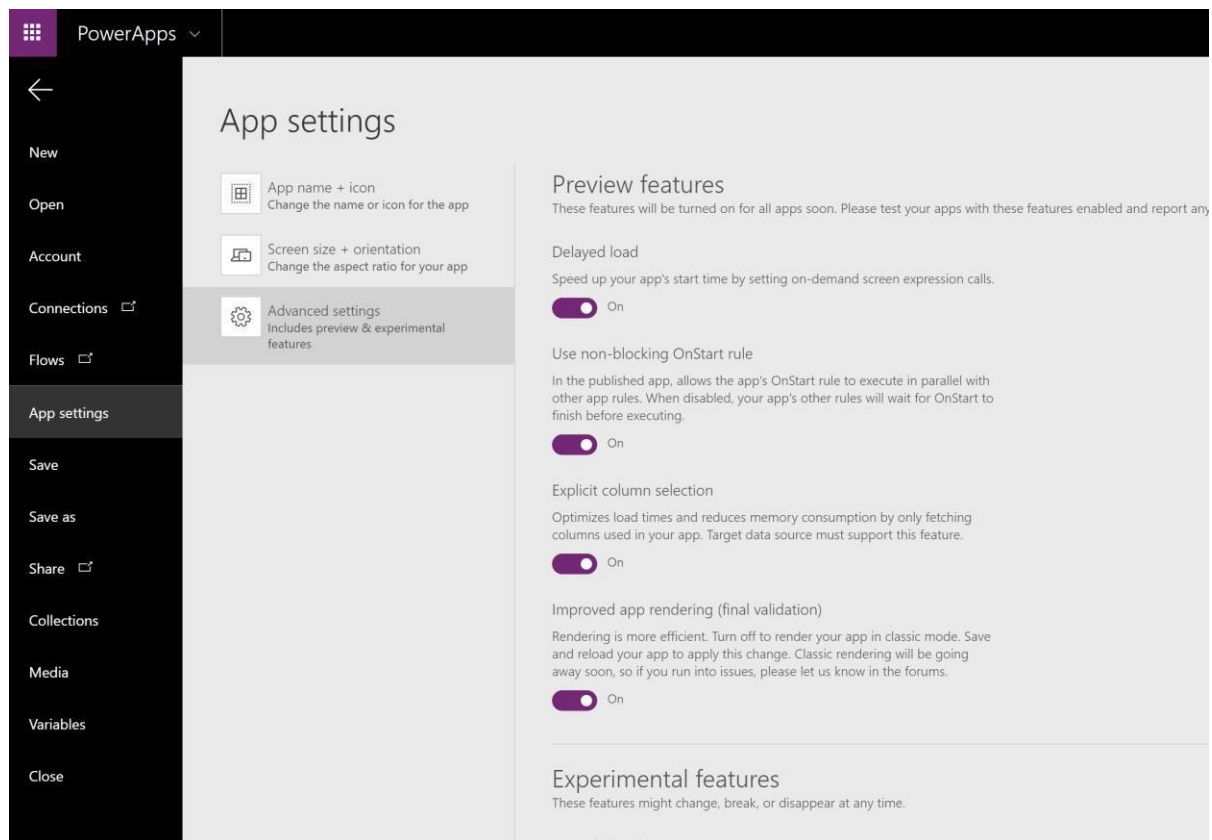 PowerApps
New
Open
Account
Connections
Flows
App settings
Save
Save as
Share
Collections
Media
Variables
Close
App settings
App name + icon
Change the name or icon for the app
Screen size + orientation
Change the aspect ratio for your app
Advanced settings
Includes preview & experimental
features
Preview features
These features will be turned on for all apps soon. Please test your apps with these features enabled and report any
Delayed load
Speed up your app's start time by setting on-demand screen expression calls.
On
Use non-blocking OnStart rule
In the published app, allows the app's OnStart rule to execute in parallel with
other app rules. When disabled, your app's other rules will wait for OnStart to
finish before executing.
On
Explicit column selection
Optimizes load times and reduces memory consumption by only fetching
columns used in your app. Target data source must support this feature.
On
Improved app rendering (final validation)
Rendering is more efficient. Turn off to render your app in classic mode. Save
and reload your app to apply this change. Classic rendering will be going
away soon, so if you run into issues, please let us know in the forums.
On
Experimental features
These features might change, break, or disappear at any time.